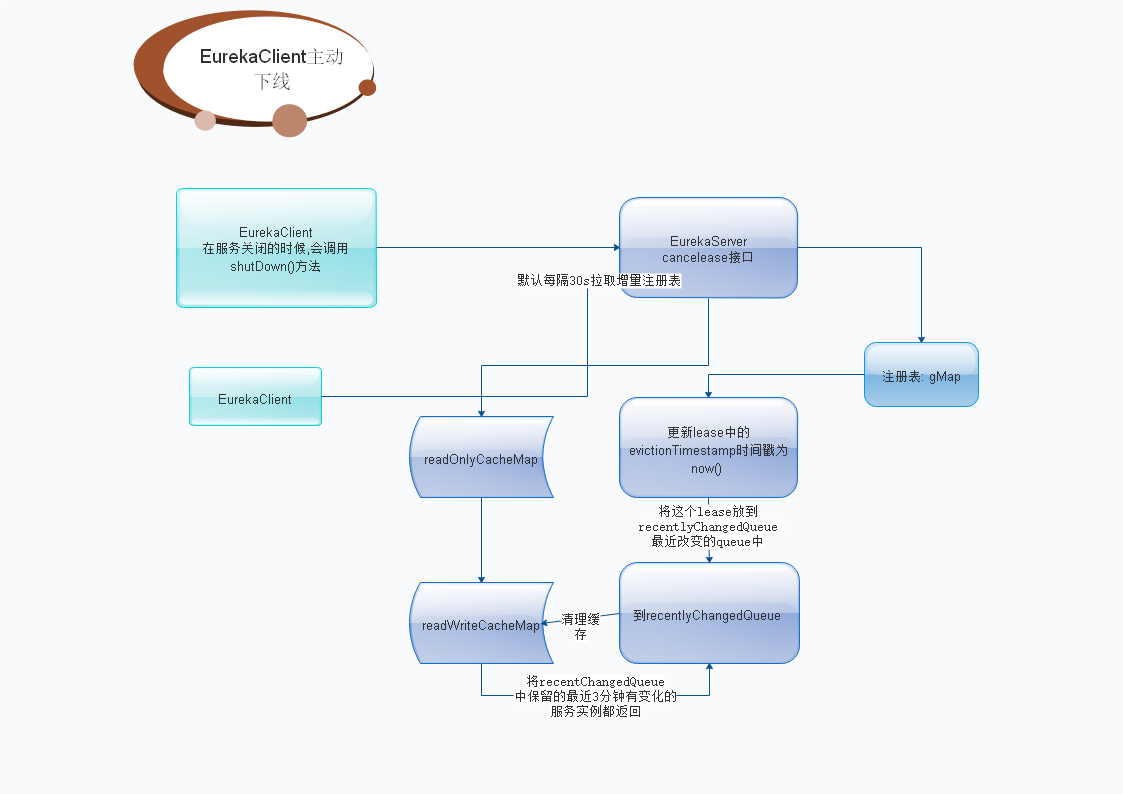 EurekaClient主动
下线
EurekaClient
在服务关闭的时候,会调用
shutDown()方法
EurekaServer
cancelease接口
默认每隔30s拉取增量注册表
注册表: gMap
EurekaClient
更新lease中的
evictionTimestamp时间戳为
now()
readOnlyCacheMap
将这个lease放到
recentlyChangedQueue
最近改变的queue中
到recentlyChangedQueue
清理缓
存
readWriteCacheMap
将recentChangedQueue
中保留的最近3分钟有变化的
服务实例都返回